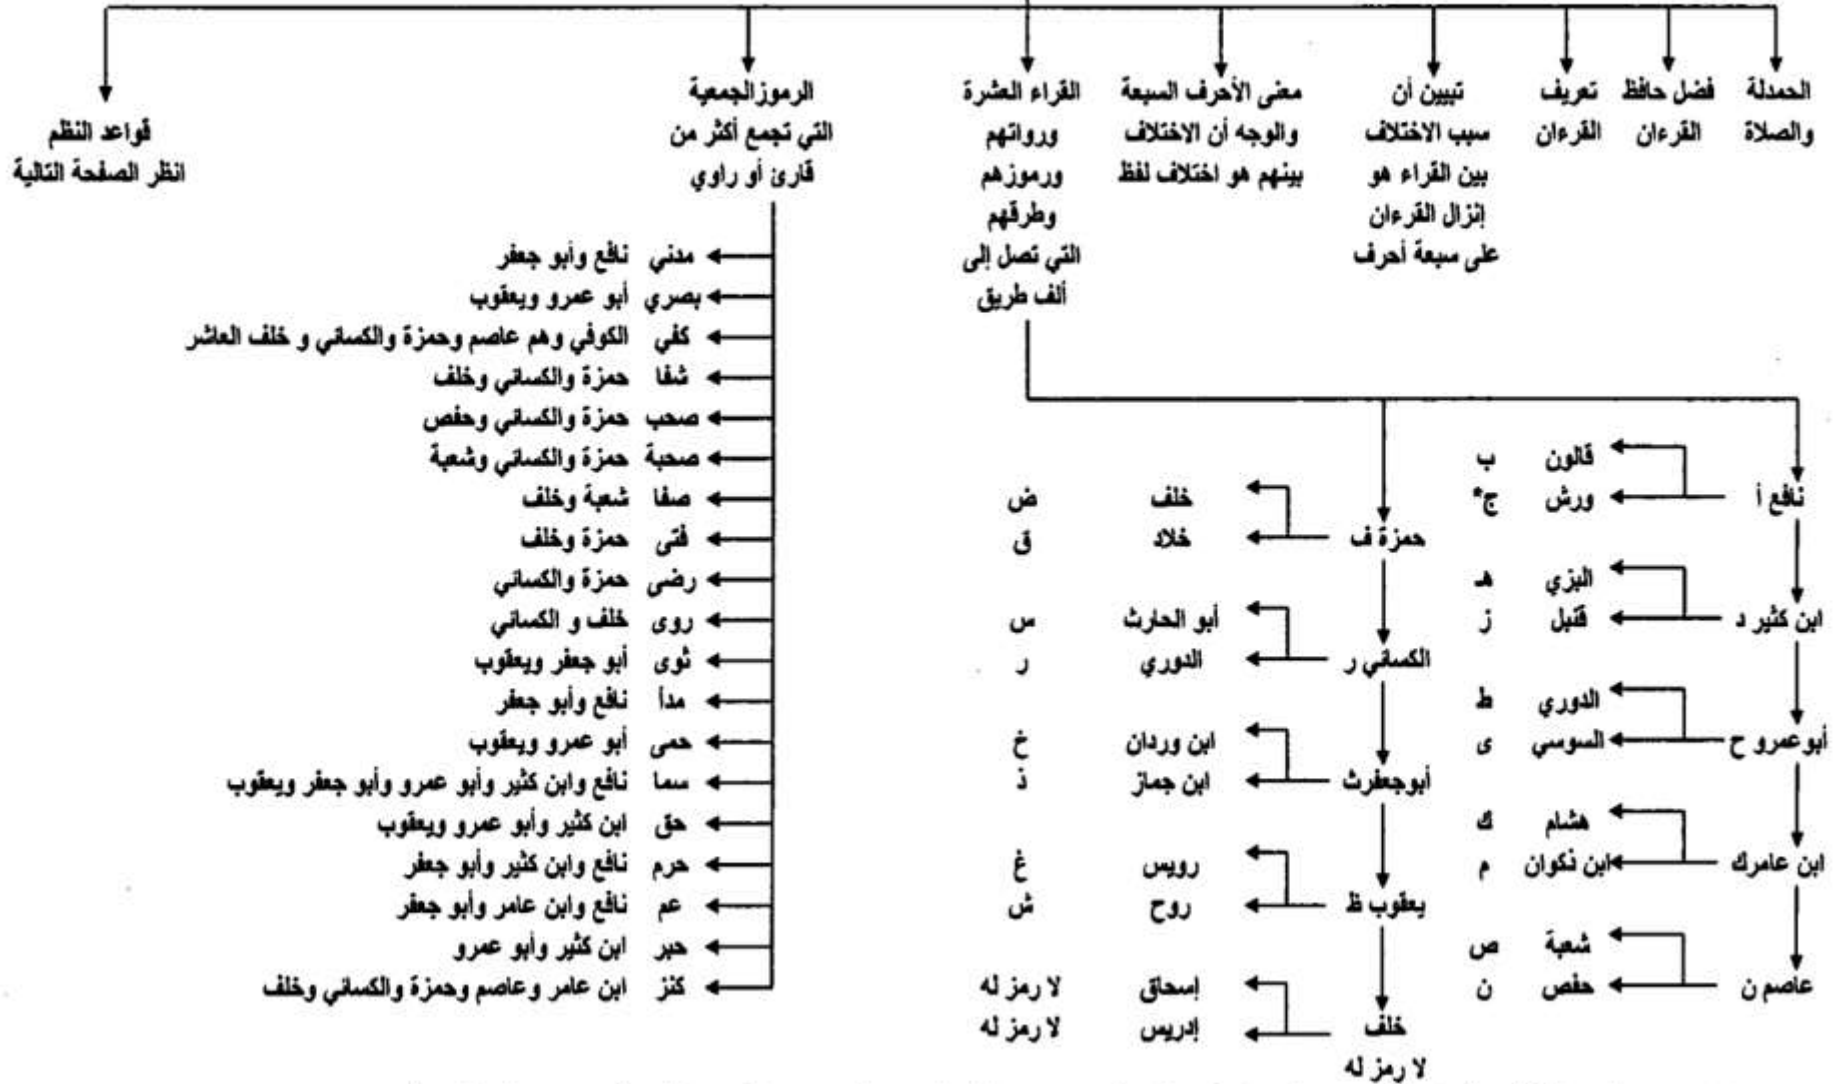 الحمدلة
والصلاة
فضل حافظ
القرءان
تعريف
القرءان
تبيين أن
سبب الاختلاف
بين القراء هو
إنزال القرءان
على سبعة أحرف
معنى الأحرف السبعة
والوجه أن الاختلاف
بينهم هو اختلاف لفظ
القراء العشرة
ورواتهم
ورموزهم
وطرقهم
التي تصل إلى
ألف طريق
الرموز الجمعية
التي تجمع أكثر من
قارئ أو راوي
قواعد النظم
انظر الصفحة التالية
نافع أ
قالون ب
ورش ج*
ابن كثير د
البزي هـ
قنبل ز
أبو عمرو ح
الدوري ط
السوسي ى
ابن عامر ك
هشام ك
ابن ذكوان م
عاصم ن
شعبة ص
حفص ن
حمزة ف
خلف ض
خلاد ق
الكسائي ر
أبو الحارث س
الدوري ر
أبو جعفر ث
ابن وردان خ
ابن جماز ذ
يعقوب ظ
رويس غ
روح ش
خلف
لا رمز له
إسحاق لا رمز له
إدريس لا رمز له
مدني نافع وأبو جعفر
بصري أبو عمرو ويعقوب
كفي الكوفي وهم عاصم وحمزة والكسائي و خلف العاشر
شفا حمزة والكسائي وخلف
صحب حمزة والكسائي وحفص
صحبة حمزة والكسائي وشعبة
صفا شعبة وخلف
فتى حمزة وخلف
رضى حمزة والكسائي
روى خلف و الكسائي
ثوى أبو جعفر ويعقوب
مدأ نافع وأبو جعفر
حمى أبو عمرو ويعقوب
سما نافع وابن كثير وأبو عمرو وأبو جعفر ويعقوب
حق ابن كثير وأبو عمرو ويعقوب
حرم نافع وابن كثير وأبو جعفر
عم نافع وابن عامر وأبو جعفر
حبر ابن كثير وأبو عمرو
كنز ابن عامر وعاصم وحمزة والكسائي وخلف